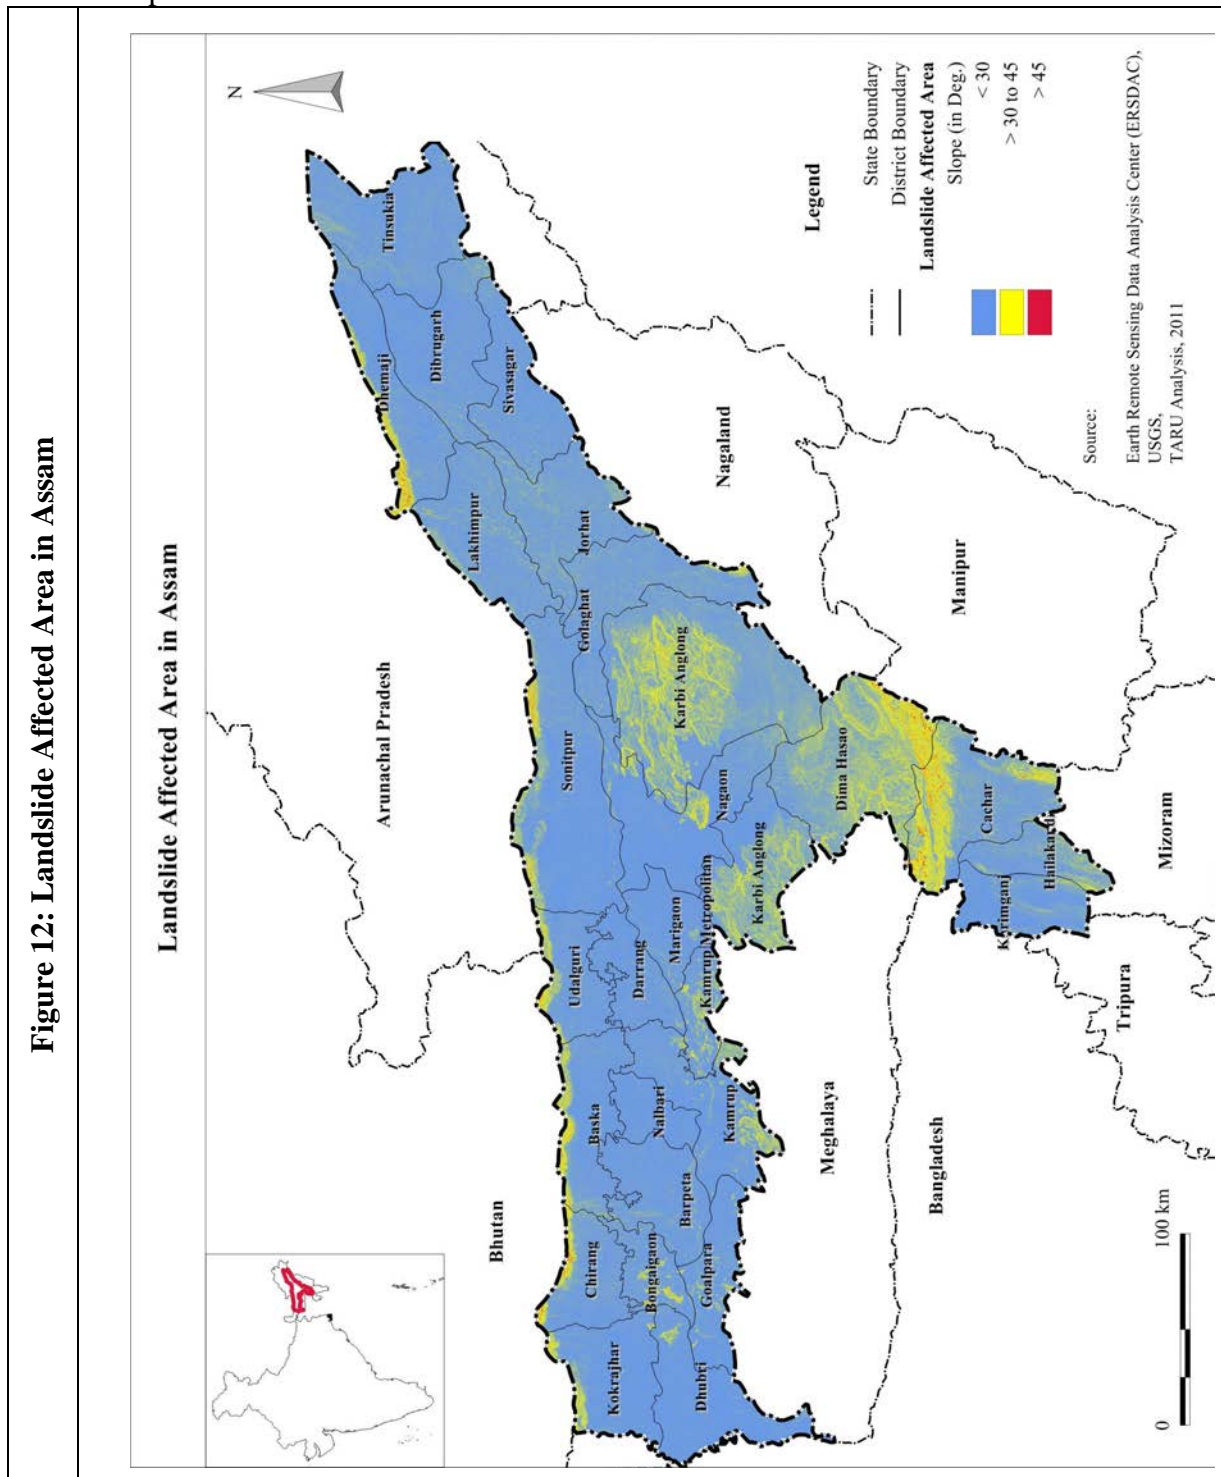 Figure 12: Landslide Affected Area in Assam
Landslide Affected Area in Assam
N
Arunachal Pradesh
Bhutan
Tinsukia
Dhemaji
Dibrugarh
Sivasagar
Lakhimpur
Jorhat
Golaghat
Sonitpur
Karbi Anglong
Nagaon
Dima Hasao
Udalguri
Darrang
Marigaon
Kamrup Metropolitan
Karbi Anglong
Baska
Nalbari
Kamrup
Chirang
Barpeta
Bongaigaon
Goalpara
Kokrajhar
Dhubri
Cachar
Hailakandi
Karimganj
Nagaland
Manipur
Meghalaya
Bangladesh
Mizoram
Tripura
Legend
State Boundary
District Boundary
Landslide Affected Area
Slope (in Deg.)
< 30
> 30 to 45
> 45
Source:
Earth Remote Sensing Data Analysis Center (ERSDAC),
USGS,
TARU Analysis, 2011
0 100 km